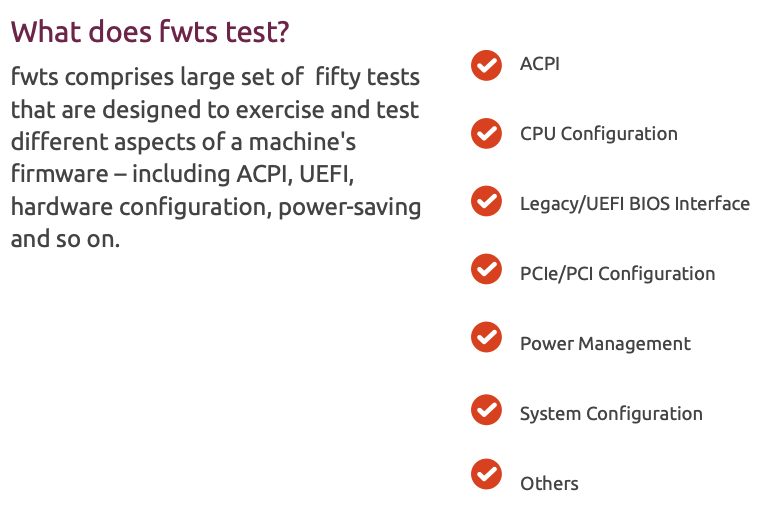 What does fwts test?
fwts comprises large set of  fifty tests
that are designed to exercise and test
different aspects of a machine's
firmware – including ACPI, UEFI,
hardware configuration, power-saving
and so on.
ACPI
CPU Configuration
Legacy/UEFI BIOS Interface
PCIe/PCI Configuration
Power Management
System Configuration
Others